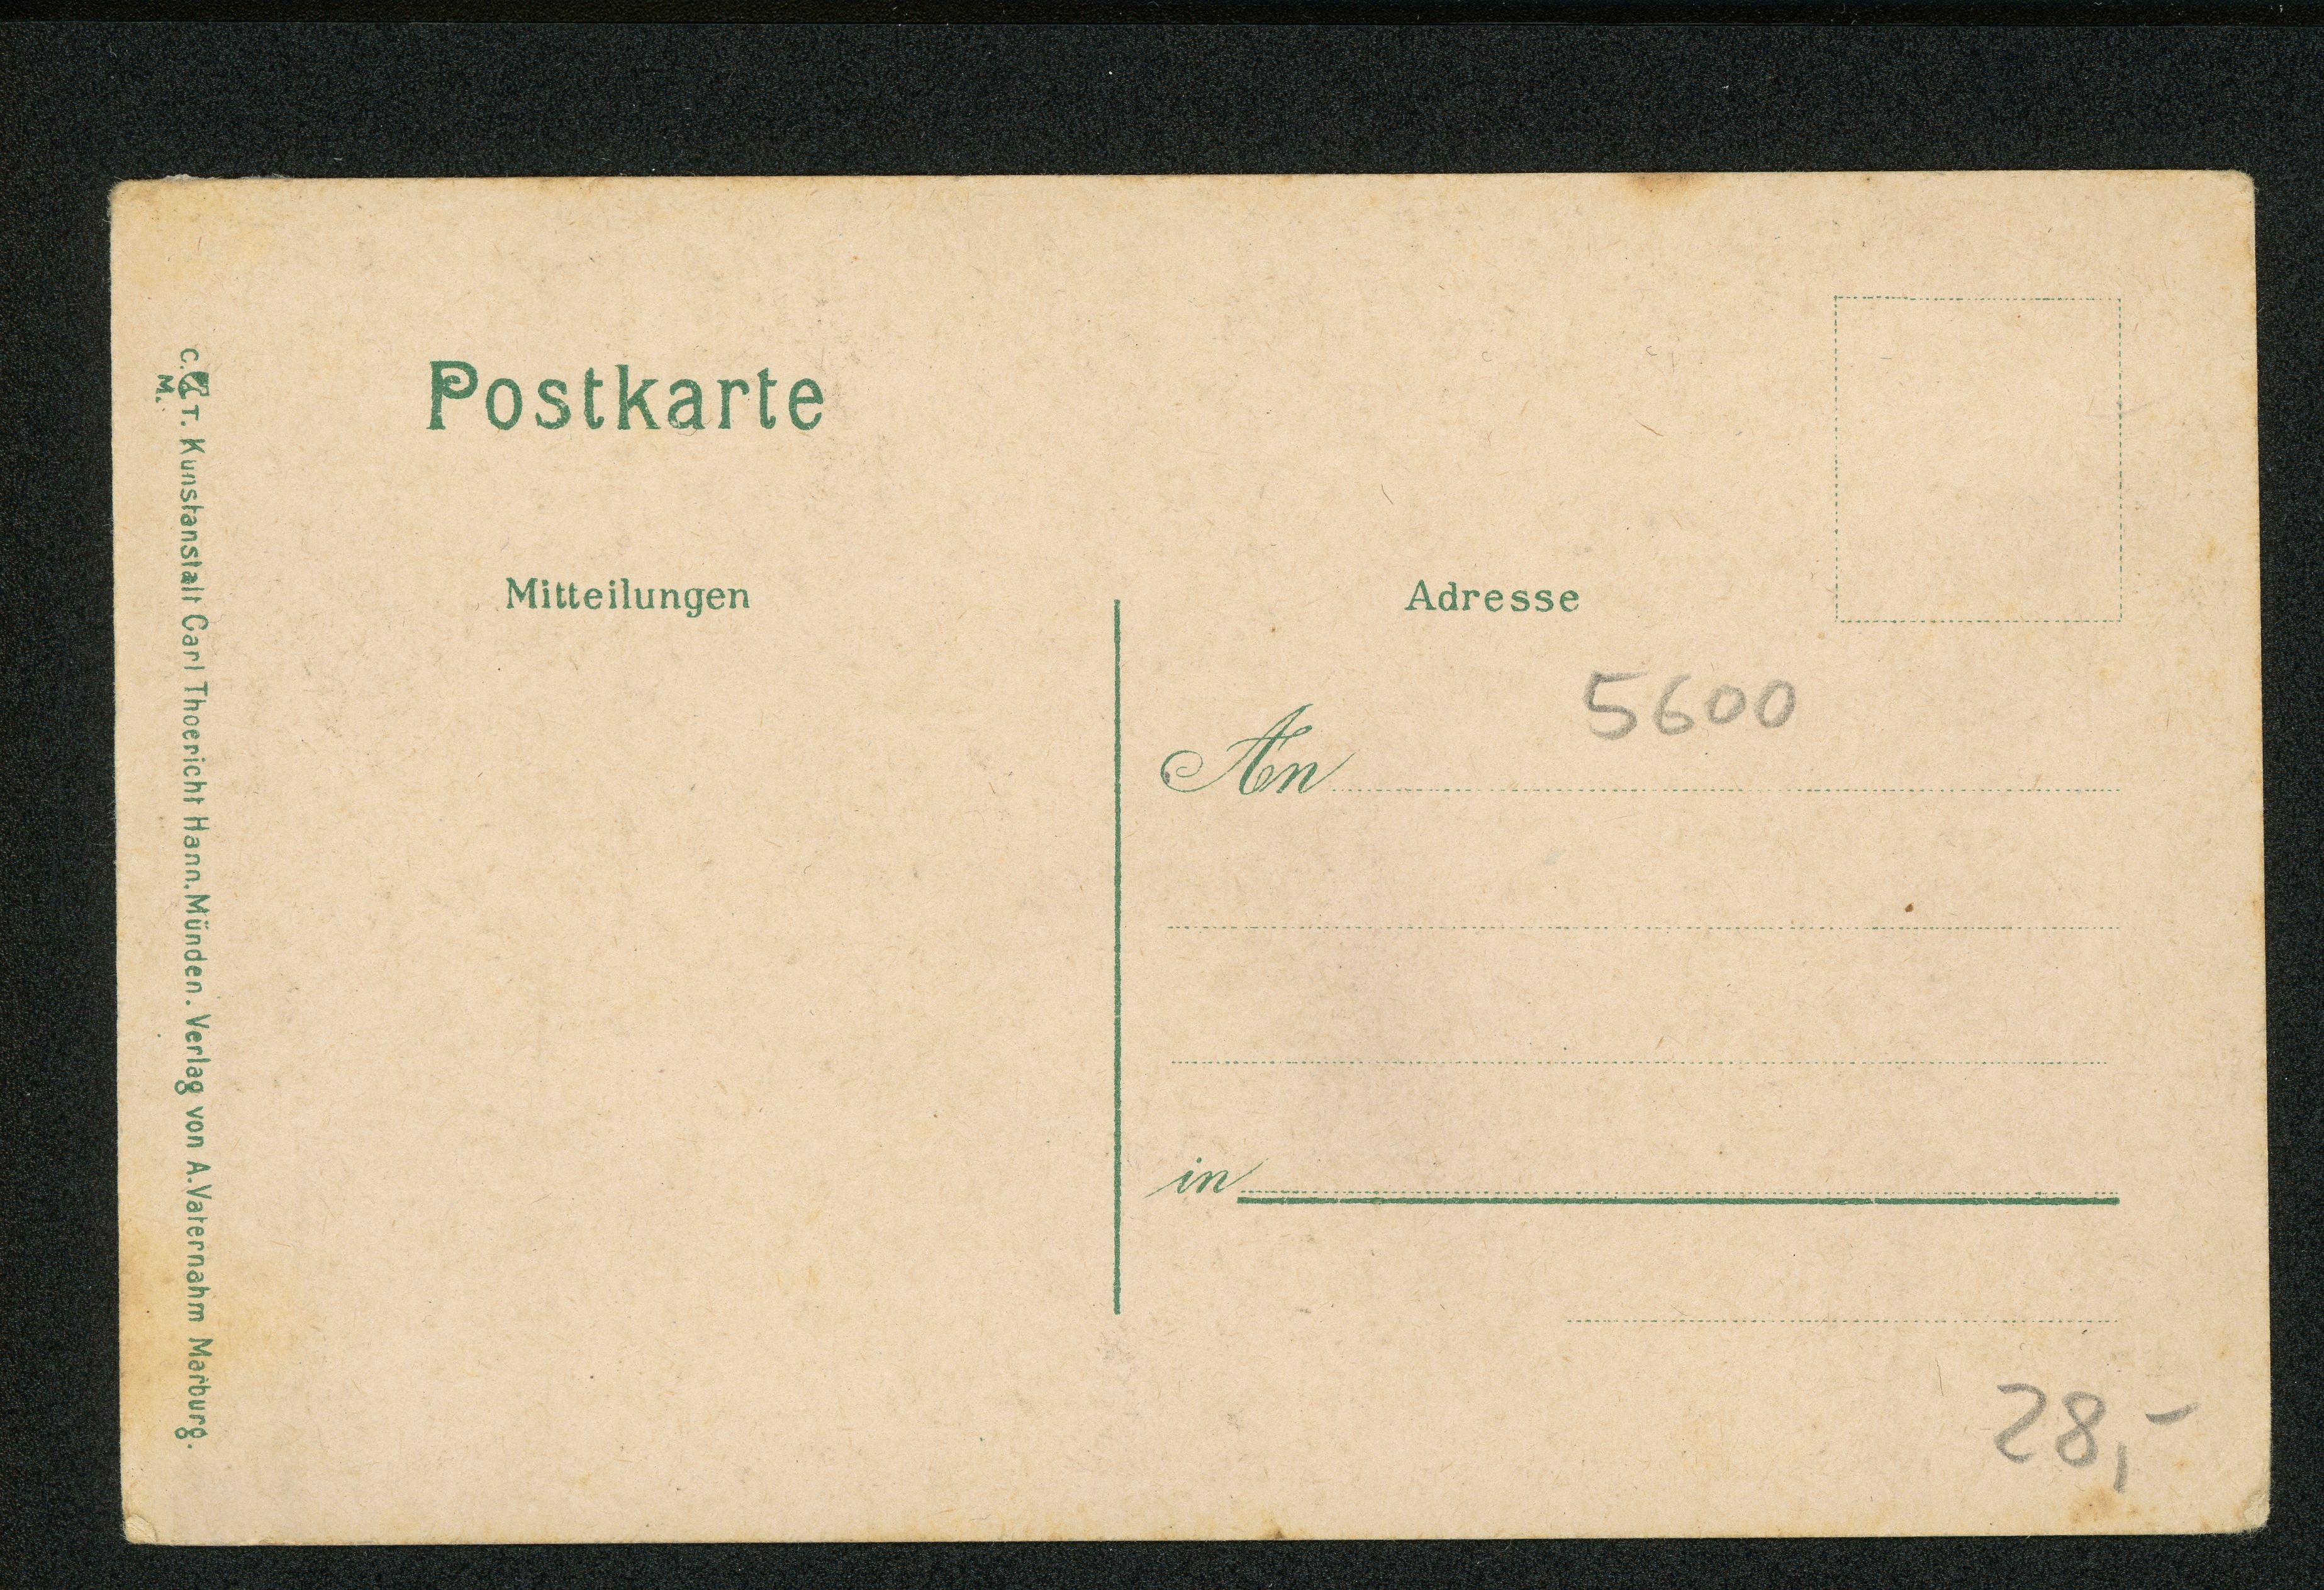 Postkarte
Mitteilungen
Adresse
5600
An
in
28,-
C. T. Kunstanstalt Carl Thoericht Hann.Münden. Verlag von A.Vaternahm Marburg.
M.